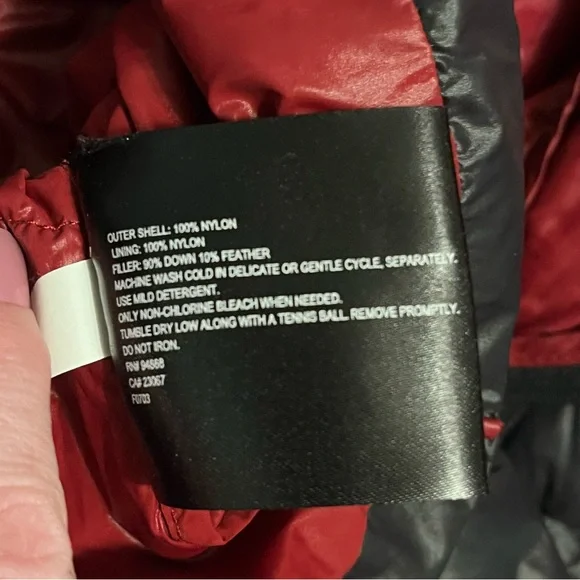 OUTER SHELL: 100% NYLON
LINING: 100% NYLON
FILLER: 90% DOWN 10% FEATHER
MACHINE WASH COLD IN DELICATE OR GENTLE CYCLE, SEPARATELY.
USE MILD DETERGENT.
ONLY NON-CHLORINE BLEACH WHEN NEEDED.
TUMBLE DRY LOW ALONG WITH A TENNIS BALL. REMOVE PROMPTLY.
DO NOT IRON.
RN# 94868
CA# 23067
F0703